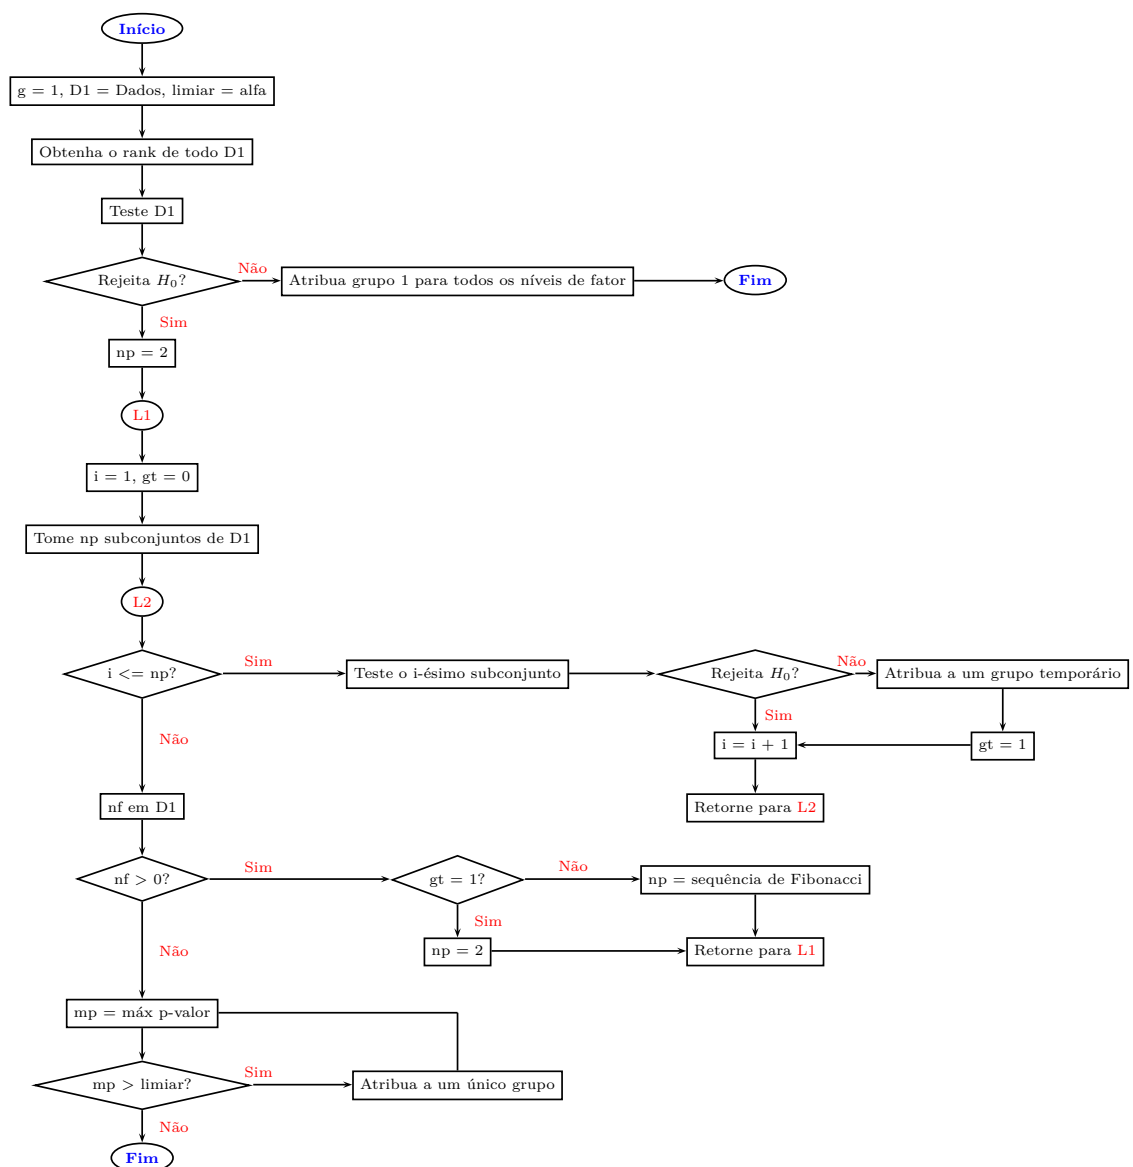 Início
g = 1, D1 = Dados, limiar = alfa
Obtenha o rank de todo D1
Teste D1
Rejeita H₀?
Não
Atribua grupo 1 para todos os níveis de fator
Fim
Sim
np = 2
L1
i = 1, gt = 0
Tome np subconjuntos de D1
L2
i <= np?
Sim
Teste o i-ésimo subconjunto
Rejeita H₀?
Não
Atribua a um grupo temporário
Sim
Não
i = i + 1
gt = 1
nf em D1
Retorne para L2
nf > 0?
Sim
gt = 1?
Não
np = sequência de Fibonacci
Sim
Não
np = 2
Retorne para L1
mp = máx p-valor
mp > limiar?
Sim
Atribua a um único grupo
Não
Fim